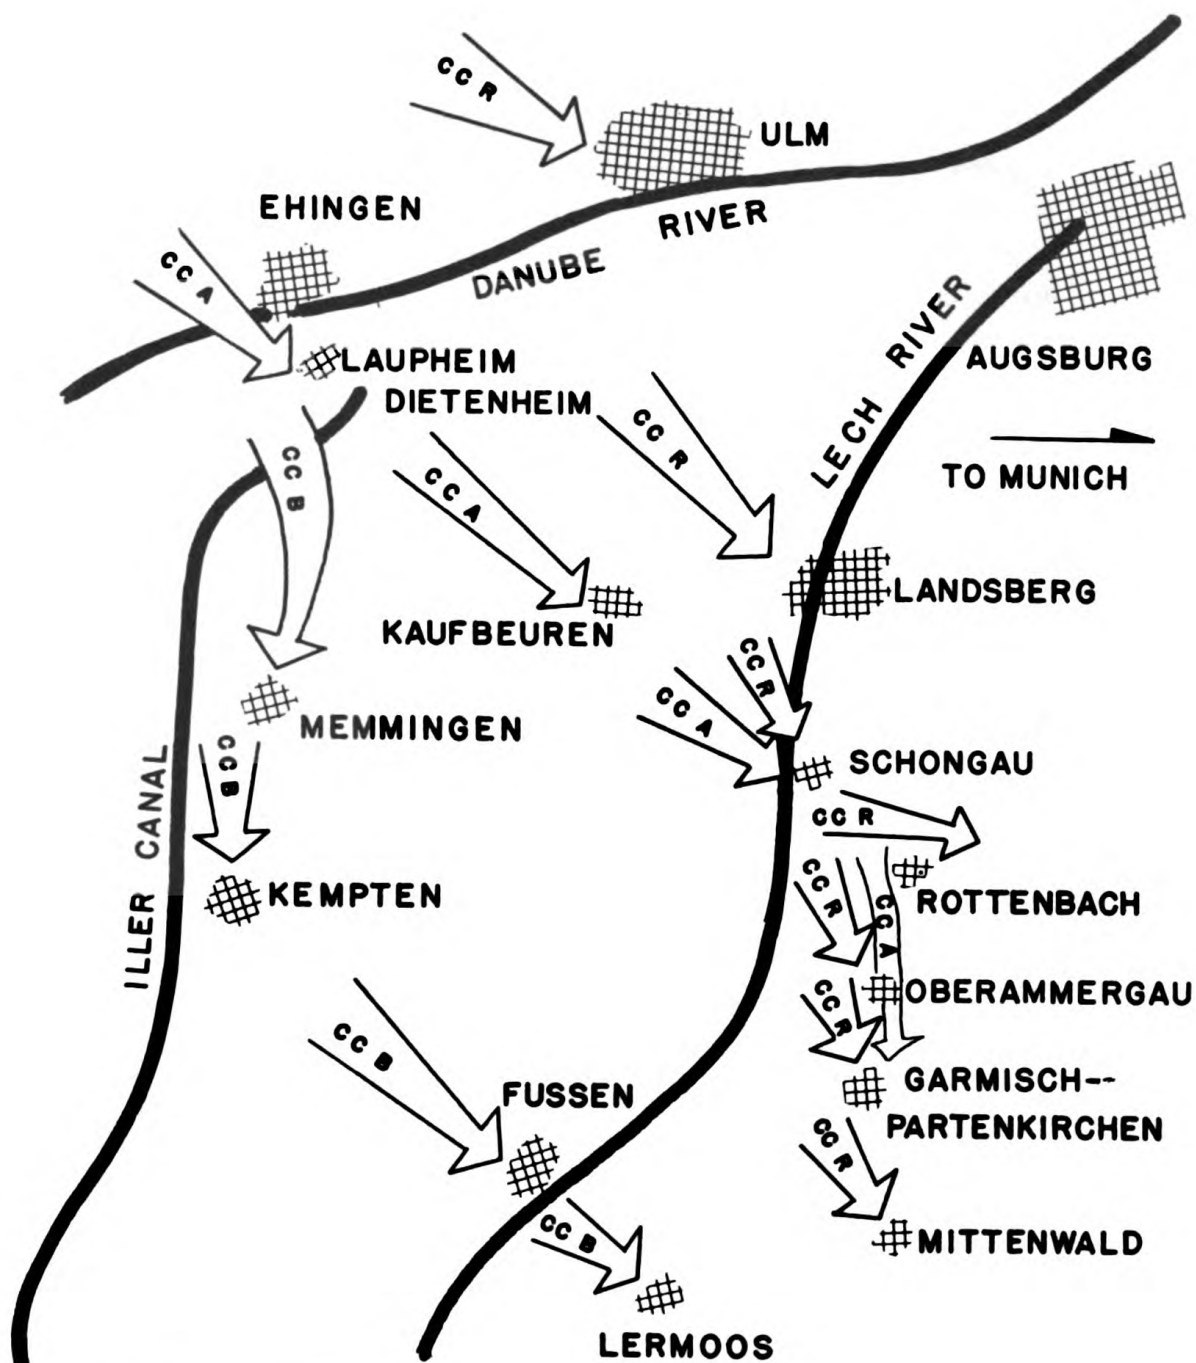 CC R
ULM
EHINGEN
RIVER
DANUBE
CC A
LECH RIVER
LAUPHEIM
AUGSBURG
DIETENHEIM
CC R
CC B
CC A
TO MUNICH
LANDSBERG
KAUFBEUREN
CC R
CC A
MEMMINGEN
CC B
SCHONGAU
CC R
ILLER CANAL
KEMPTEN
CC R
CC A
ROTTENBACH
OBERAMMERGAU
CC R
CC B
FUSSEN
GARMISCH--
PARTENKIRCHEN
CC R
CC B
MITTENWALD
LERMOOS